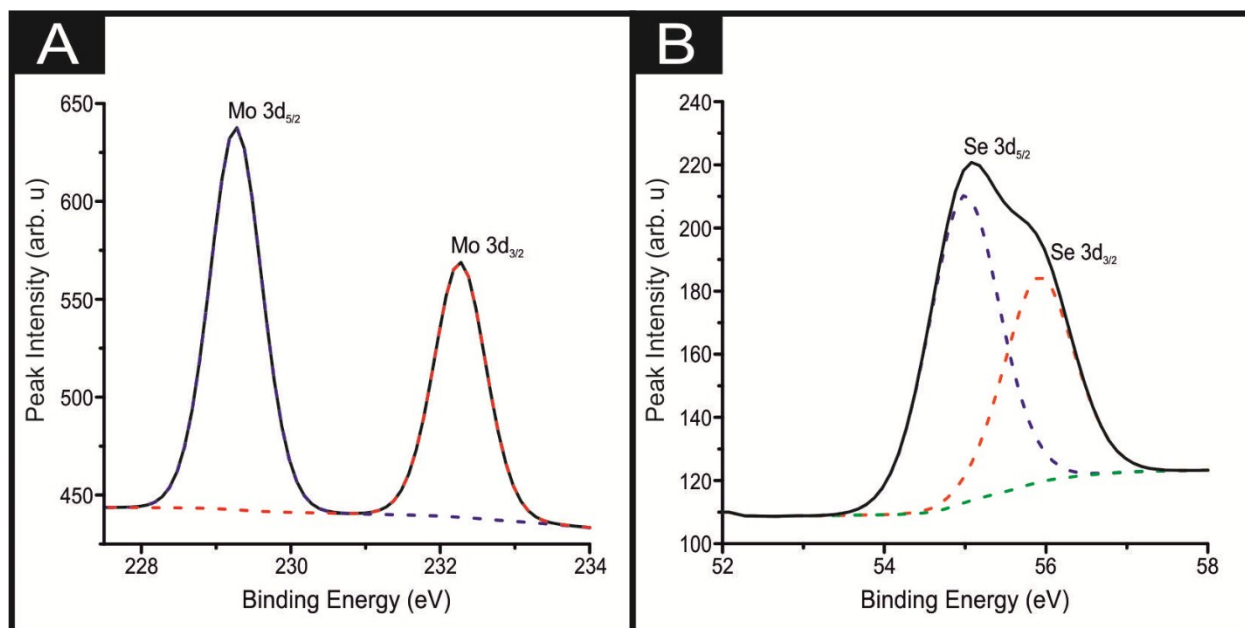 A
Mo 3d5/2
Mo 3d3/2
Peak Intensity (arb. u)
650
600
550
500
450
228 230 232 234
Binding Energy (eV)
B
Se 3d5/2
Se 3d3/2
Peak Intensity (arb. u)
240
220
200
180
160
140
120
100
52 54 56 58
Binding Energy (eV)